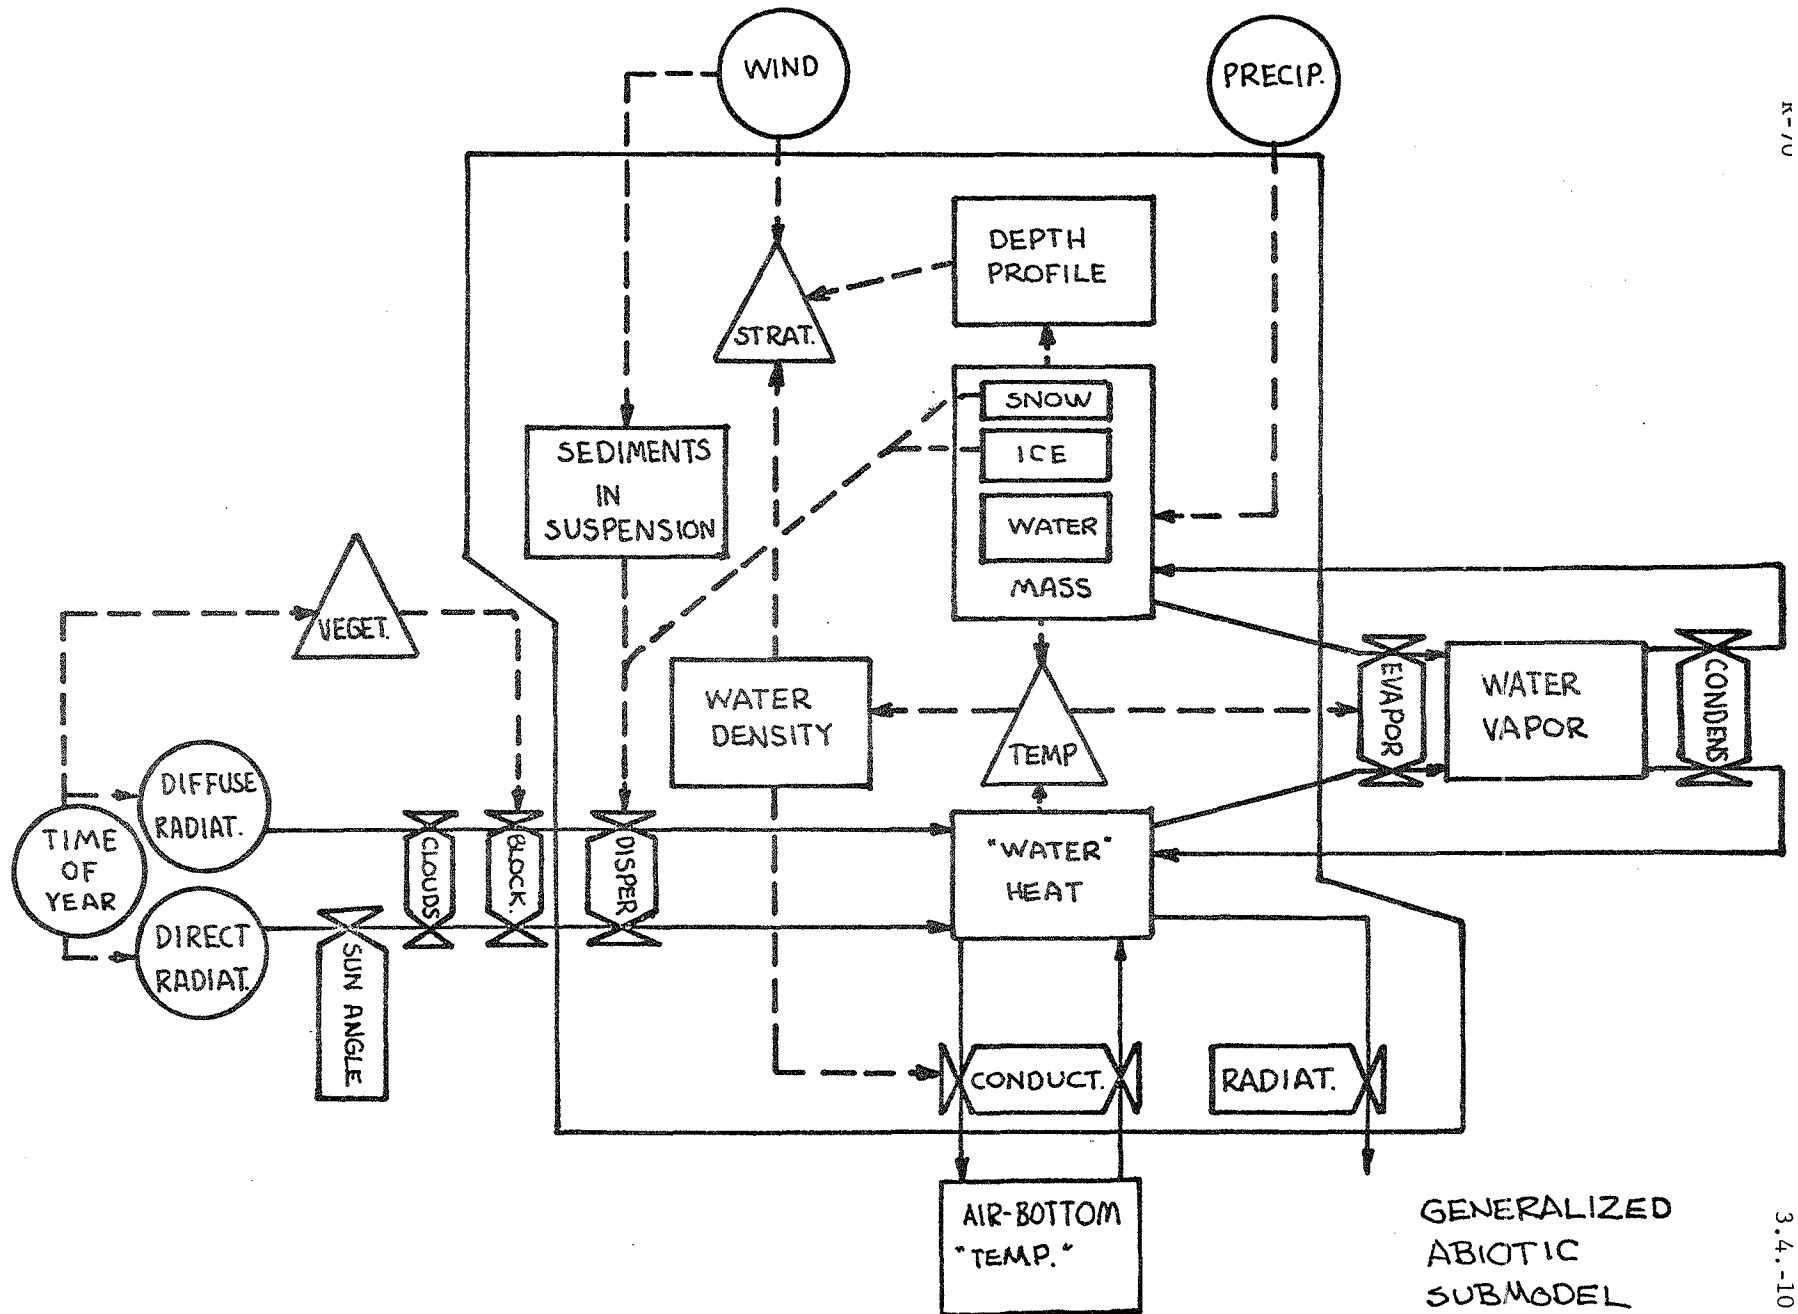 WIND
PRECIP.
DEPTH
PROFILE
STRAT.
SNOW
ICE
WATER
MASS
SEDIMENTS
IN
SUSPENSION
VEGET.
WATER
DENSITY
TEMP
EVAPOR
WATER
VAPOR
CONDENS
DIFFUSE
RADIAT.
TIME
OF
YEAR
DIRECT
RADIAT.
SUN ANGLE
CLOUDS
BLOCK.
DISPER
"WATER"
HEAT
CONDUCT.
RADIAT.
AIR-BOTTOM
"TEMP."
GENERALIZED
ABIOTIC
SUBMODEL
3.4.-10